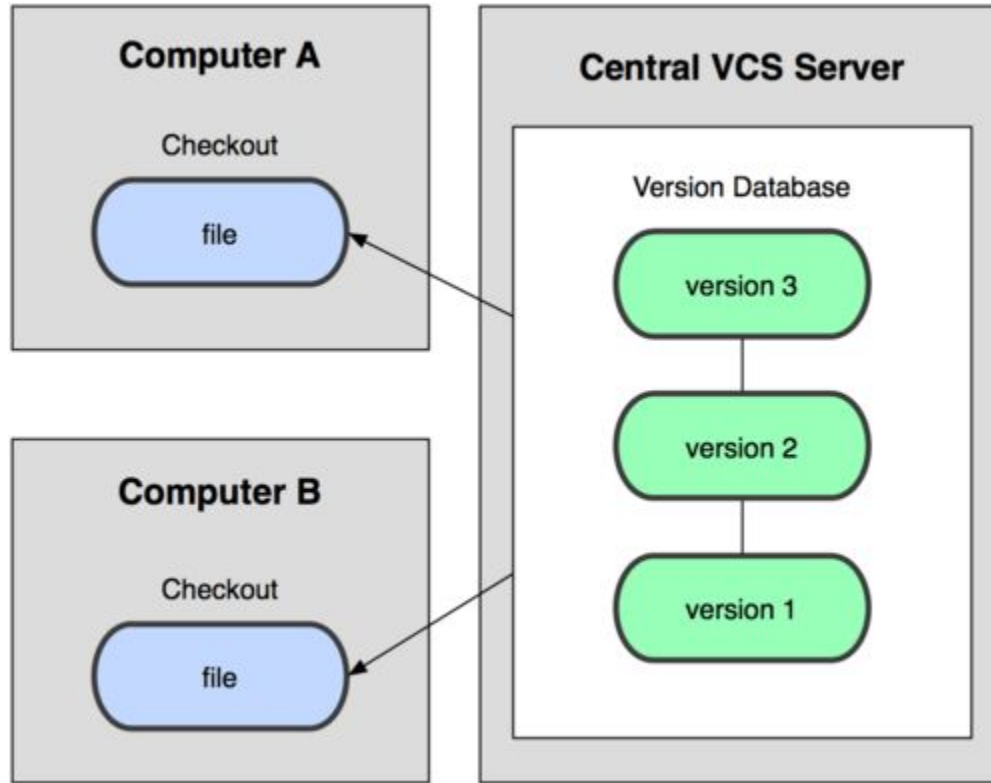 Computer A
Checkout
file
Computer B
Checkout
file
Central VCS Server
Version Database
version 3
version 2
version 1